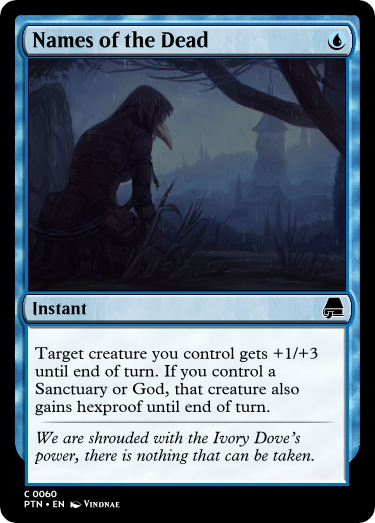 Names of the Dead
Instant
Target creature you control gets +1/+3
until end of turn. If you control a
Sanctuary or God, that creature also
gains hexproof until end of turn.
We are shrouded with the Ivory Dove's
power, there is nothing that can be taken.
C 0060
PTN • EN Vindnae